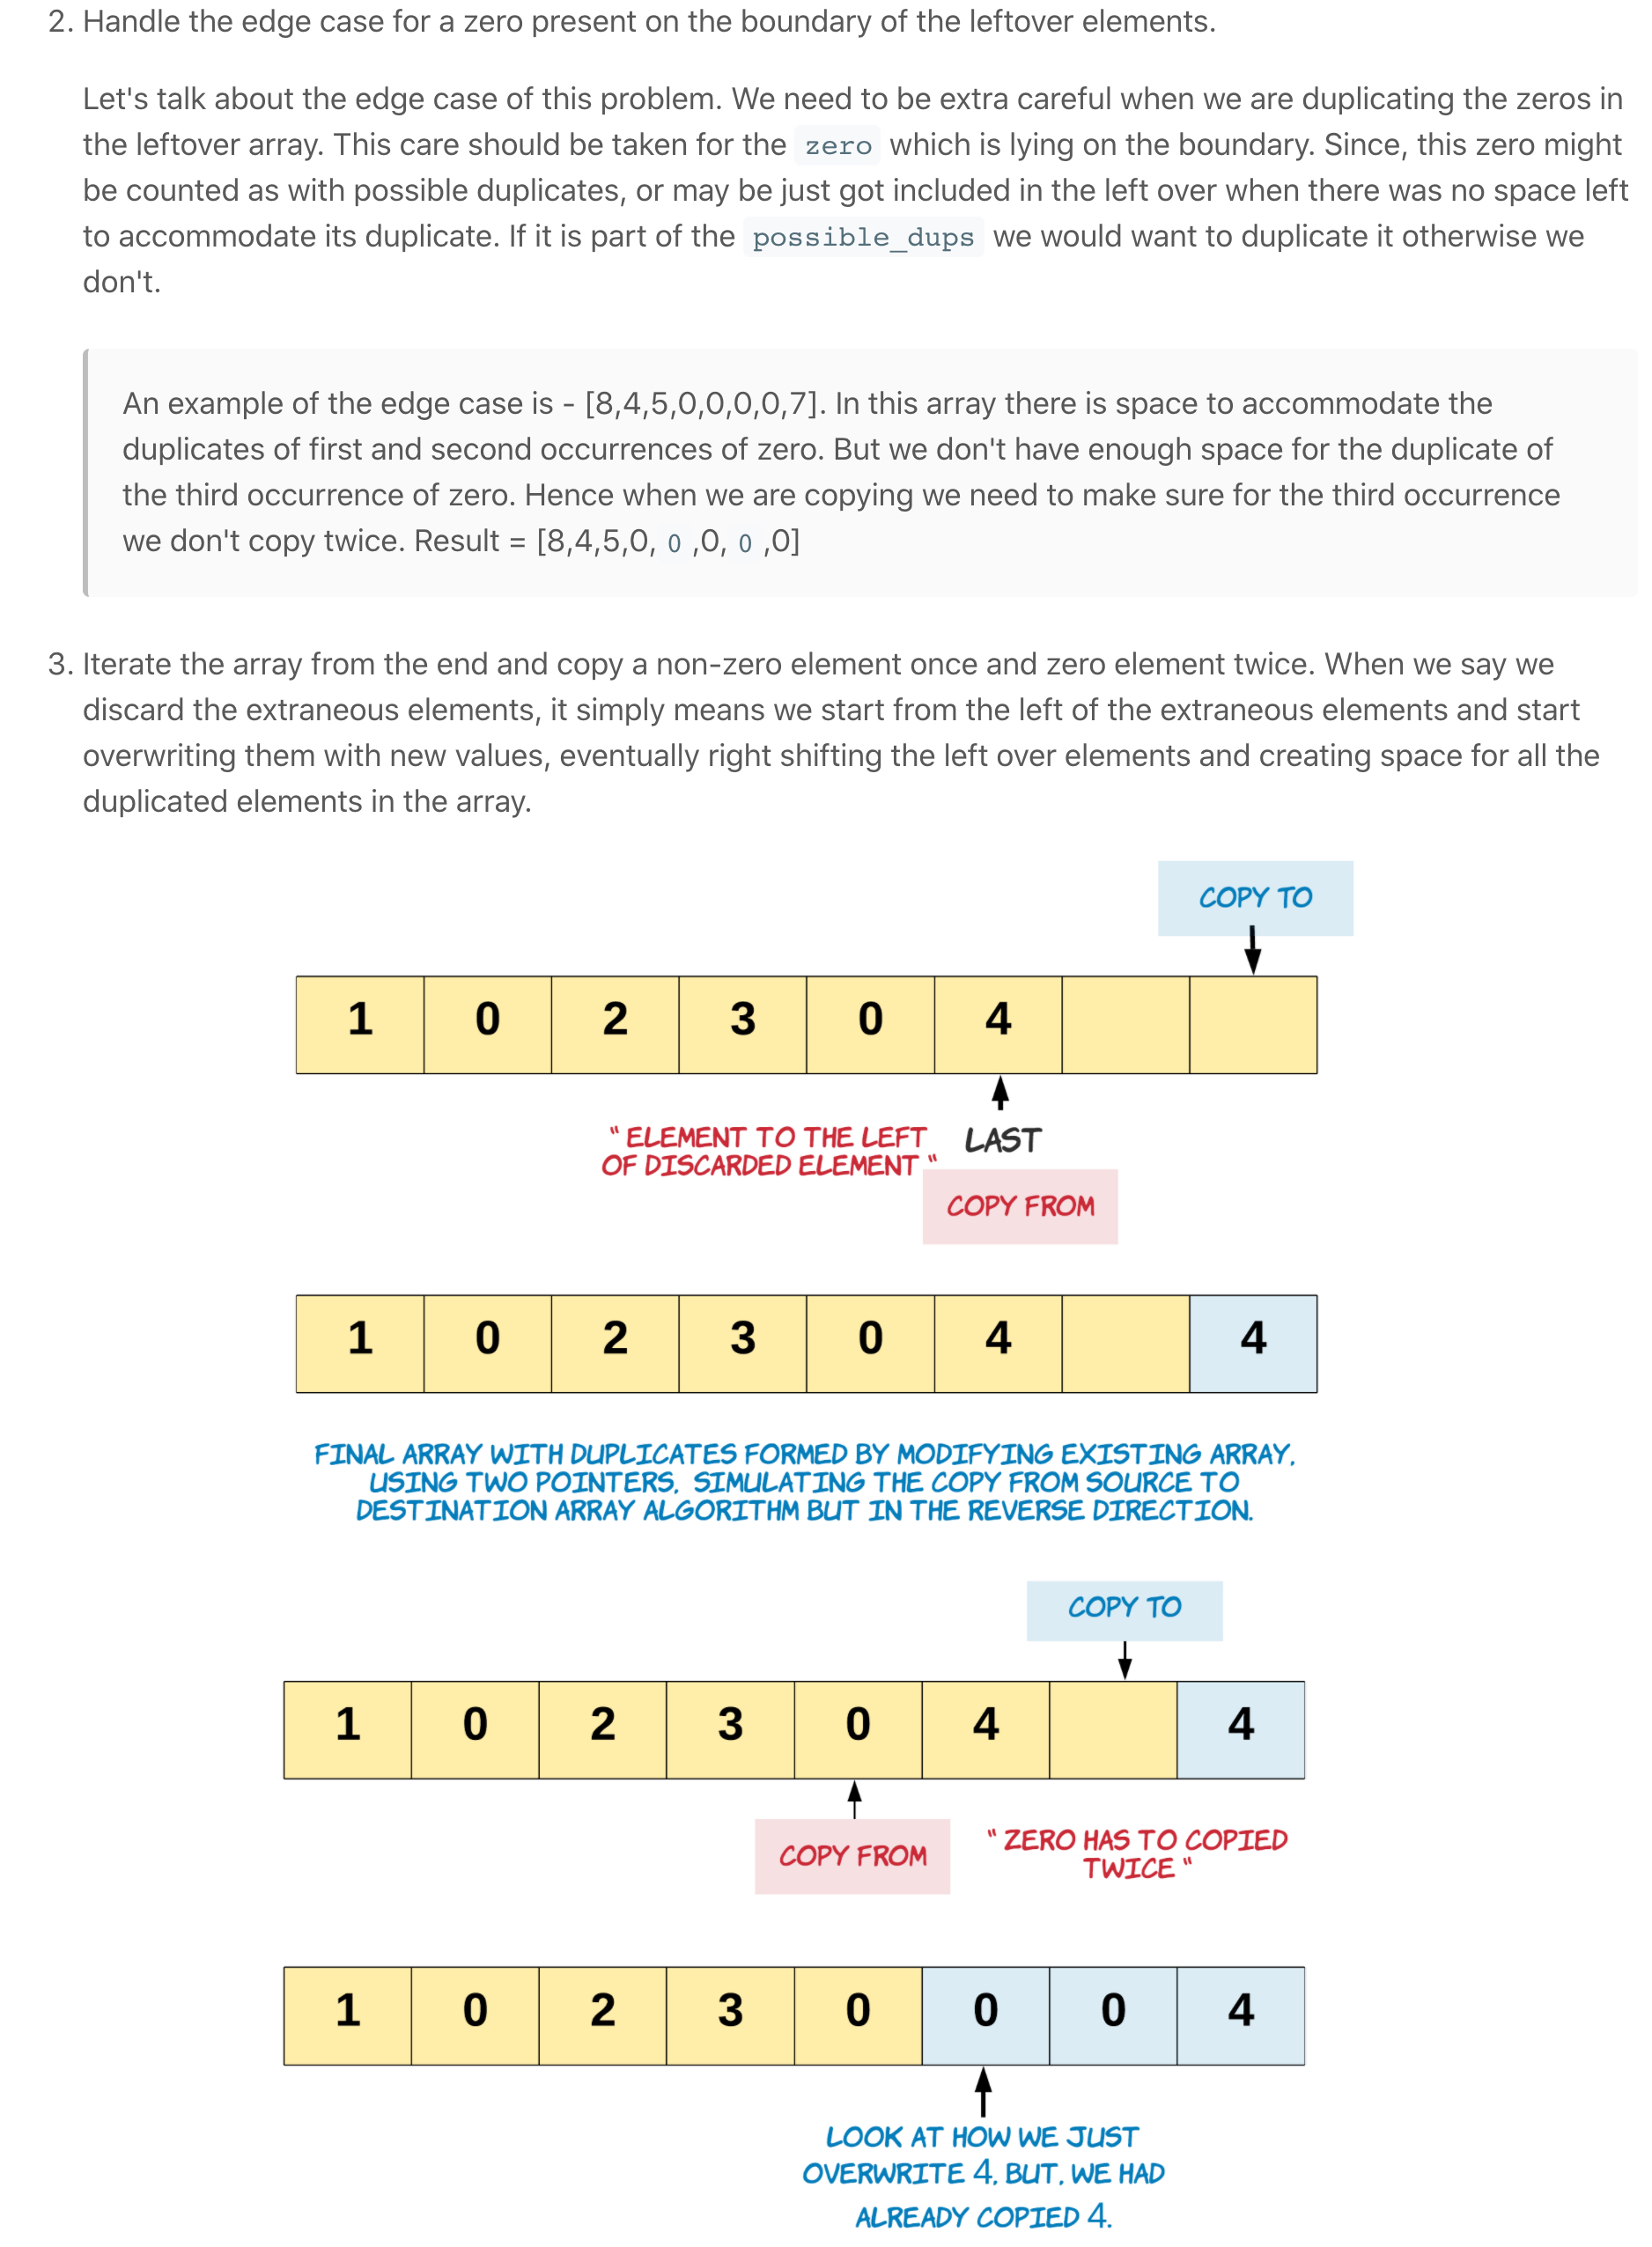 2. Handle the edge case for a zero present on the boundary of the leftover elements.
Let's talk about the edge case of this problem. We need to be extra careful when we are duplicating the zeros in
the leftover array. This care should be taken for the zero which is lying on the boundary. Since, this zero might
be counted as with possible duplicates, or may be just got included in the left over when there was no space left
to accommodate its duplicate. If it is part of the possible_dups we would want to duplicate it otherwise we
don't.
An example of the edge case is - [8,4,5,0,0,0,0,7]. In this array there is space to accommodate the
duplicates of first and second occurrences of zero. But we don't have enough space for the duplicate of
the third occurrence of zero. Hence when we are copying we need to make sure for the third occurrence
we don't copy twice. Result = [8,4,5,0, 0 ,0, 0 ,0]
3. Iterate the array from the end and copy a non-zero element once and zero element twice. When we say we
discard the extraneous elements, it simply means we start from the left of the extraneous elements and start
overwriting them with new values, eventually right shifting the left over elements and creating space for all the
duplicated elements in the array.
COPY TO
1 0 2 3 0 4
" ELEMENT TO THE LEFT
OF DISCARDED ELEMENT "
LAST
COPY FROM
1 0 2 3 0 4 4
FINAL ARRAY WITH DUPLICATES FORMED BY MODIFYING EXISTING ARRAY,
USING TWO POINTERS, SIMULATING THE COPY FROM SOURCE TO
DESTINATION ARRAY ALGORITHM BUT IN THE REVERSE DIRECTION.
COPY TO
1 0 2 3 0 4 4
COPY FROM
" ZERO HAS TO COPIED
TWICE "
1 0 2 3 0 0 0 4
LOOK AT HOW WE JUST
OVERWRITE 4, BUT, WE HAD
ALREADY COPIED 4.